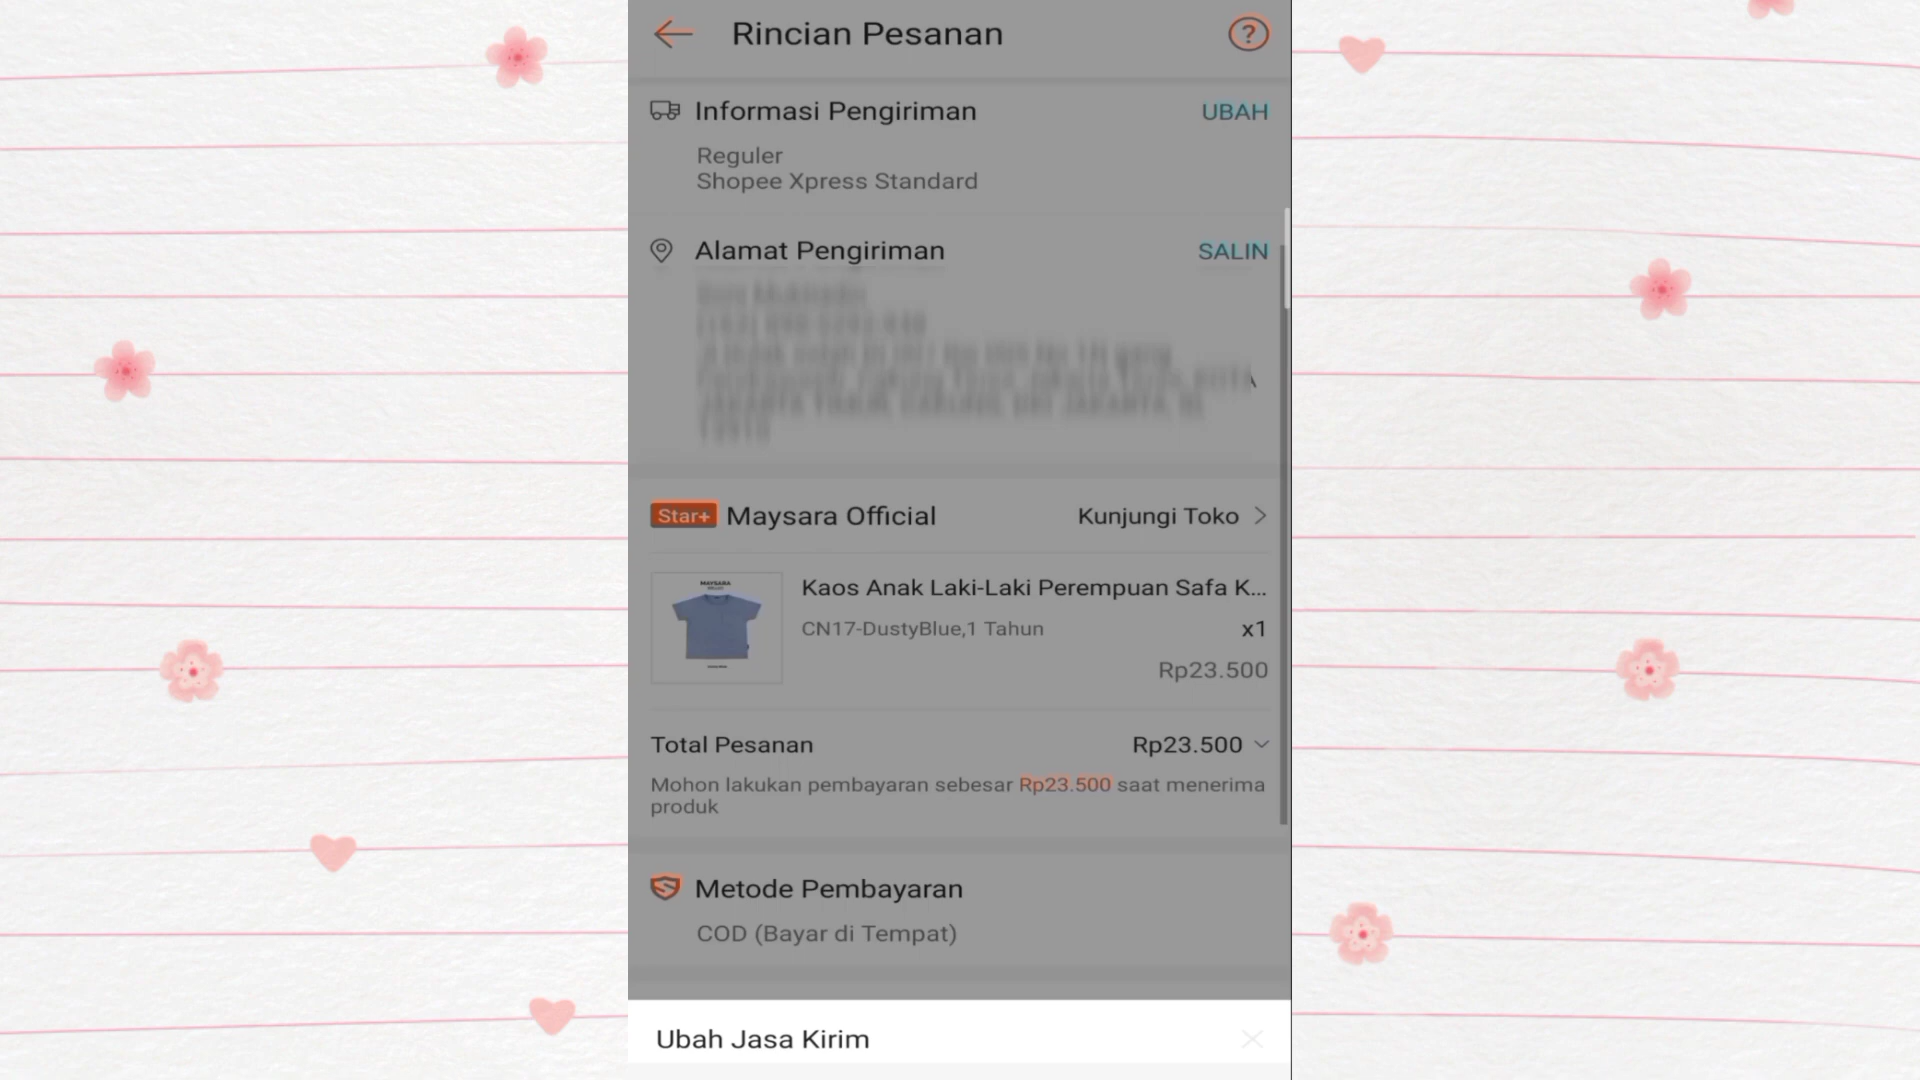 Rincian Pesanan
?
Informasi Pengiriman UBAH
Reguler
Shopee Xpress Standard
Alamat Pengiriman SALIN
Star+ Maysara Official Kunjungi Toko
MAYSARA
Kaos Anak Laki-Laki Perempuan Safa K...
CN17-DustyBlue,1 Tahun x1
Rp23.500
Total Pesanan Rp23.500
Mohon lakukan pembayaran sebesar Rp23.500 saat menerima
produk
Metode Pembayaran
COD (Bayar di Tempat)
Ubah Jasa Kirim